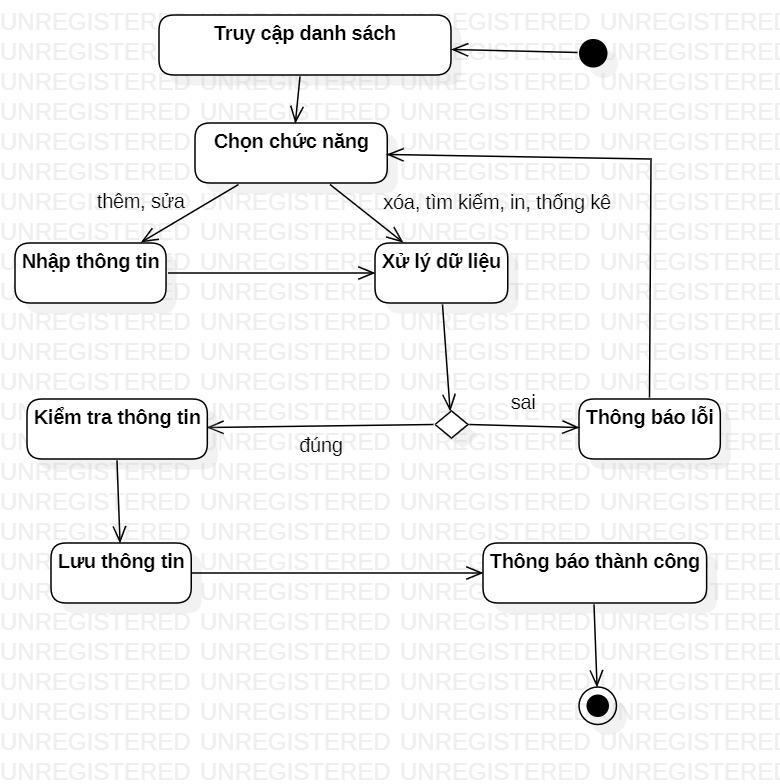 Truy cập danh sách
Chọn chức năng
thêm, sửa
xóa, tìm kiếm, in, thống kê
Nhập thông tin
Xử lý dữ liệu
sai
Kiểm tra thông tin
Thông báo lỗi
đúng
Lưu thông tin
Thông báo thành công
UNREGISTERED